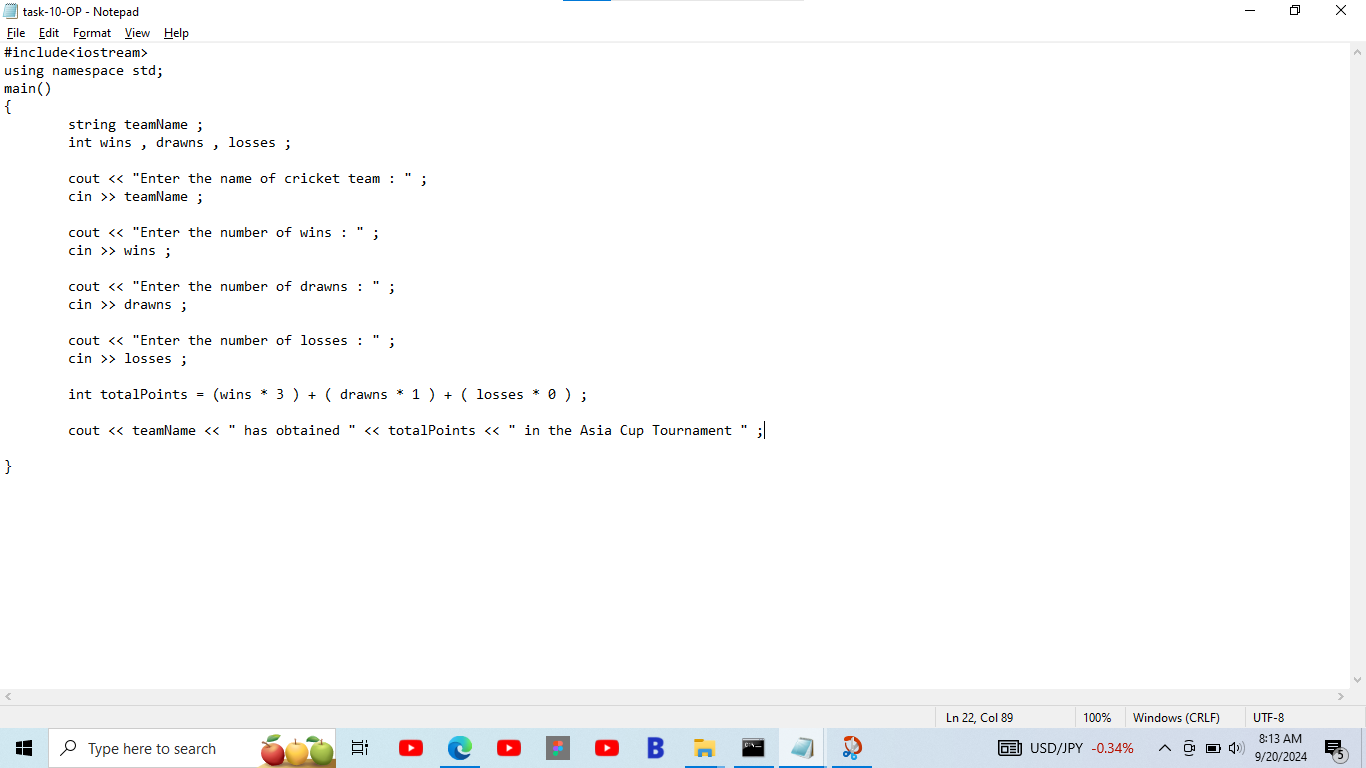 task-10-OP - Notepad
File Edit Format View Help
#include<iostream>
using namespace std;
main()
{
        string teamName ;
        int wins , drawns , losses ;

        cout << "Enter the name of cricket team : " ;
        cin >> teamName ;

        cout << "Enter the number of wins : " ;
        cin >> wins ;

        cout << "Enter the number of drawns : " ;
        cin >> drawns ;

        cout << "Enter the number of losses : " ;
        cin >> losses ;

        int totalPoints = (wins * 3 ) + ( drawns * 1 ) + ( losses * 0 ) ;

        cout << teamName << " has obtained " << totalPoints << " in the Asia Cup Tournament " ;

}
Ln 22, Col 89 100% Windows (CRLF) UTF-8
Type here to search B USD/JPY -0.34% 8:13 AM
9/20/2024 5